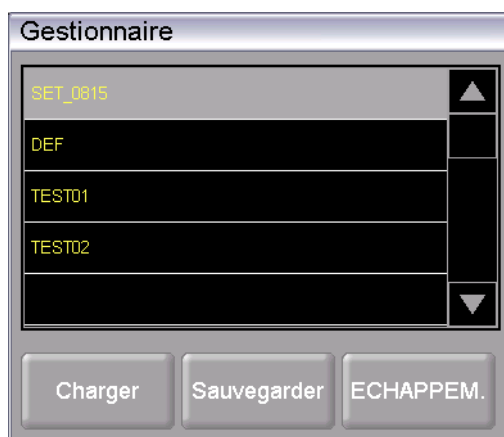 Gestionnaire
SET_0815
DEF
TEST01
TEST02
Charger
Sauvegarder
ECHAPPEM.